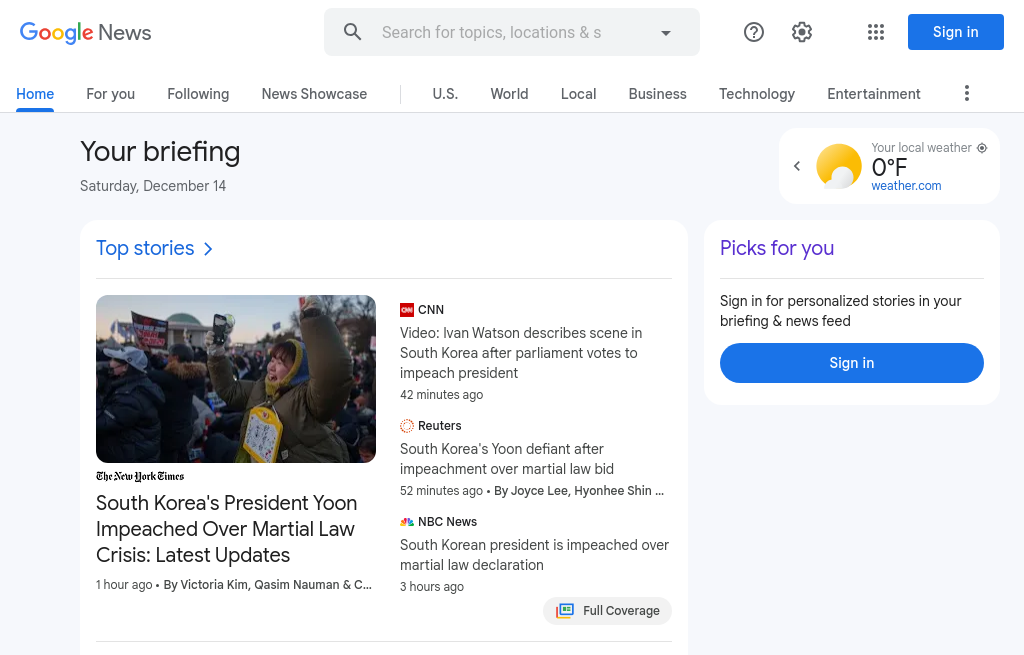 Google News
Search for topics, locations & s
Sign in
Home
For you
Following
News Showcase
U.S.
World
Local
Business
Technology
Entertainment
Your briefing
Saturday, December 14
Your local weather
0°F
weather.com
Top stories
The New York Times
South Korea's President Yoon
Impeached Over Martial Law
Crisis: Latest Updates
1 hour ago • By Victoria Kim, Qasim Nauman & C...
CNN
CNN
Video: Ivan Watson describes scene in
South Korea after parliament votes to
impeach president
42 minutes ago
Reuters
South Korea's Yoon defiant after
impeachment over martial law bid
52 minutes ago • By Joyce Lee, Hyonhee Shin ...
NBC News
South Korean president is impeached over
martial law declaration
3 hours ago
Full Coverage
Picks for you
Sign in for personalized stories in your
briefing & news feed
Sign in